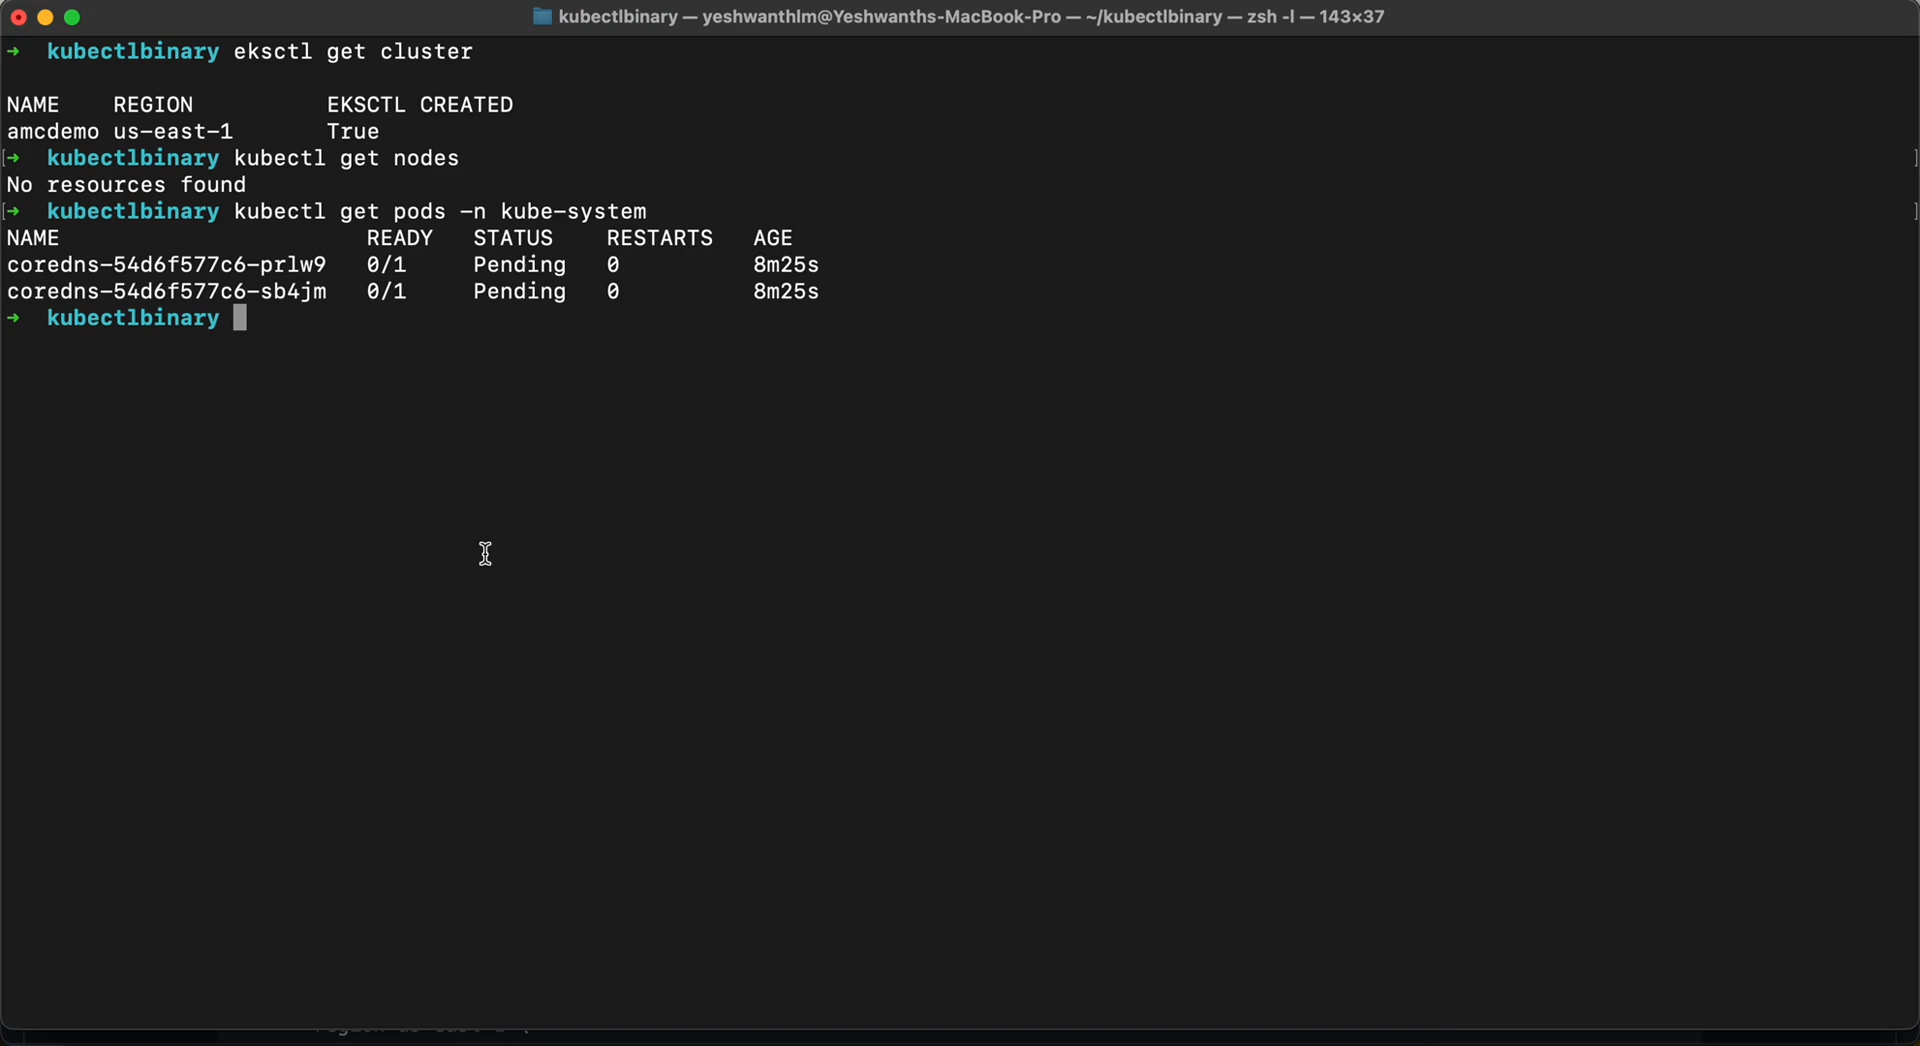 kubectlbinary — yeshwanthlm@Yeshwanths-MacBook-Pro — ~/kubectlbinary — zsh -l — 143×37
→ kubectlbinary eksctl get cluster
NAME REGION EKSCTL CREATED
amcdemo us-east-1 True
[→ kubectlbinary kubectl get nodes ]
No resources found
[→ kubectlbinary kubectl get pods -n kube-system ]
NAME READY STATUS RESTARTS AGE
coredns-54d6f577c6-prlw9 0/1 Pending 0 8m25s
coredns-54d6f577c6-sb4jm 0/1 Pending 0 8m25s
→ kubectlbinary